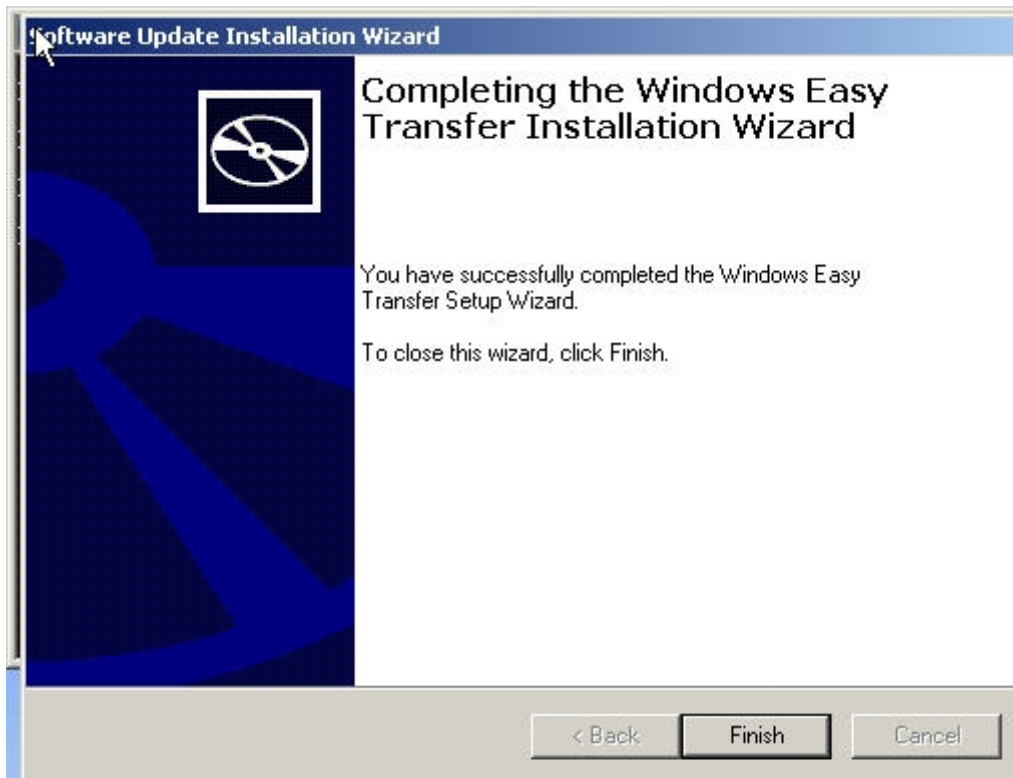 Software Update Installation Wizard
Completing the Windows Easy
Transfer Installation Wizard
You have successfully completed the Windows Easy
Transfer Setup Wizard.
To close this wizard, click Finish.
< Back
Finish
Cancel